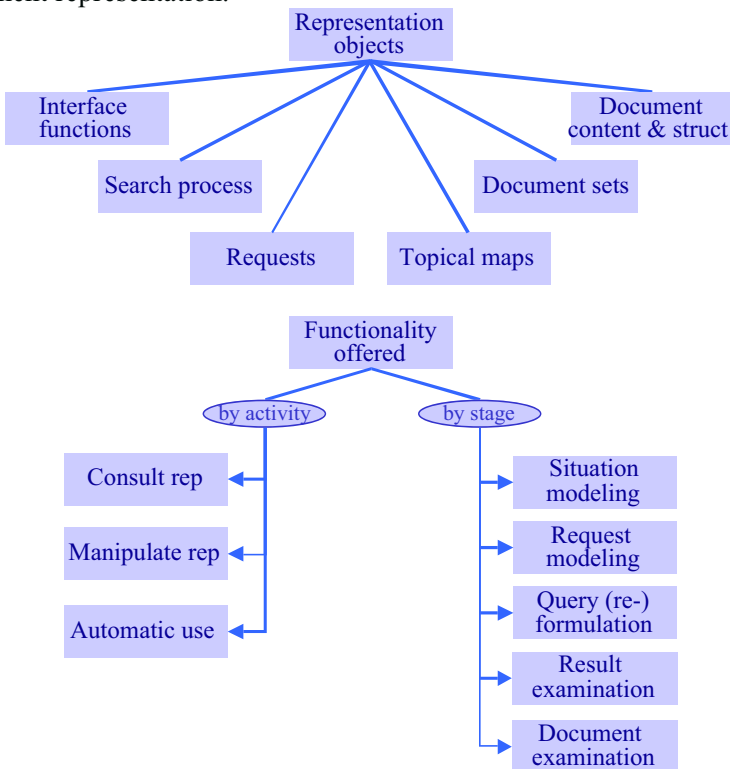 representation.
Representation
objects
Interface
functions
Document
content & struct
Search process
Document sets
Requests
Topical maps
Functionality
offered
by activity
by stage
Consult rep
Manipulate rep
Automatic use
Situation
modeling
Request
modeling
Query (re-)
formulation
Result
examination
Document
examination